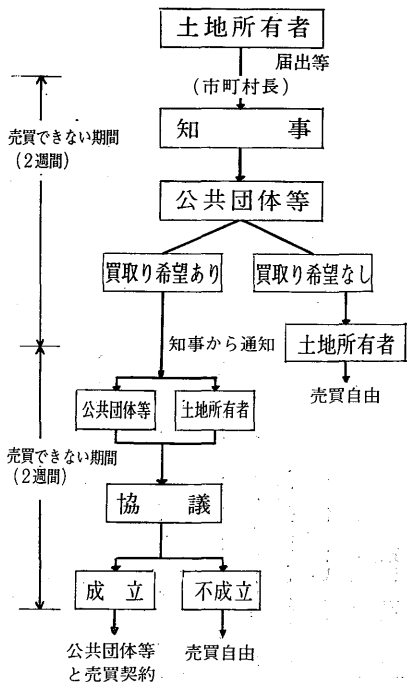 土地所有者
届出等
(市町村長)
知事
公共団体等
買取り希望あり
買取り希望なし
売買できない期間
(2週間)
知事から通知
土地所有者
売買自由
公共団体等
土地所有者
売買できない期間
(2週間)
協議
成立
不成立
公共団体等
と売買契約
売買自由